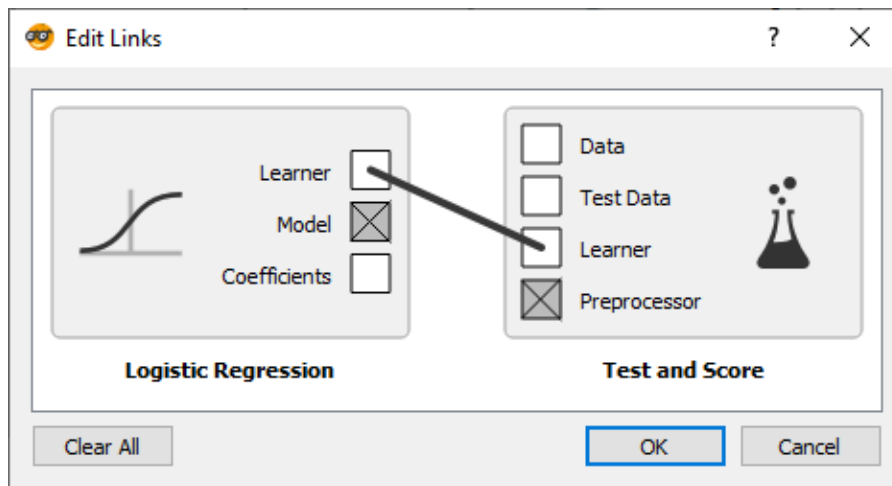 Edit Links
?
Learner
Model
Coefficients
Logistic Regression
Data
Test Data
Learner
Preprocessor
Test and Score
Clear All
OK
Cancel